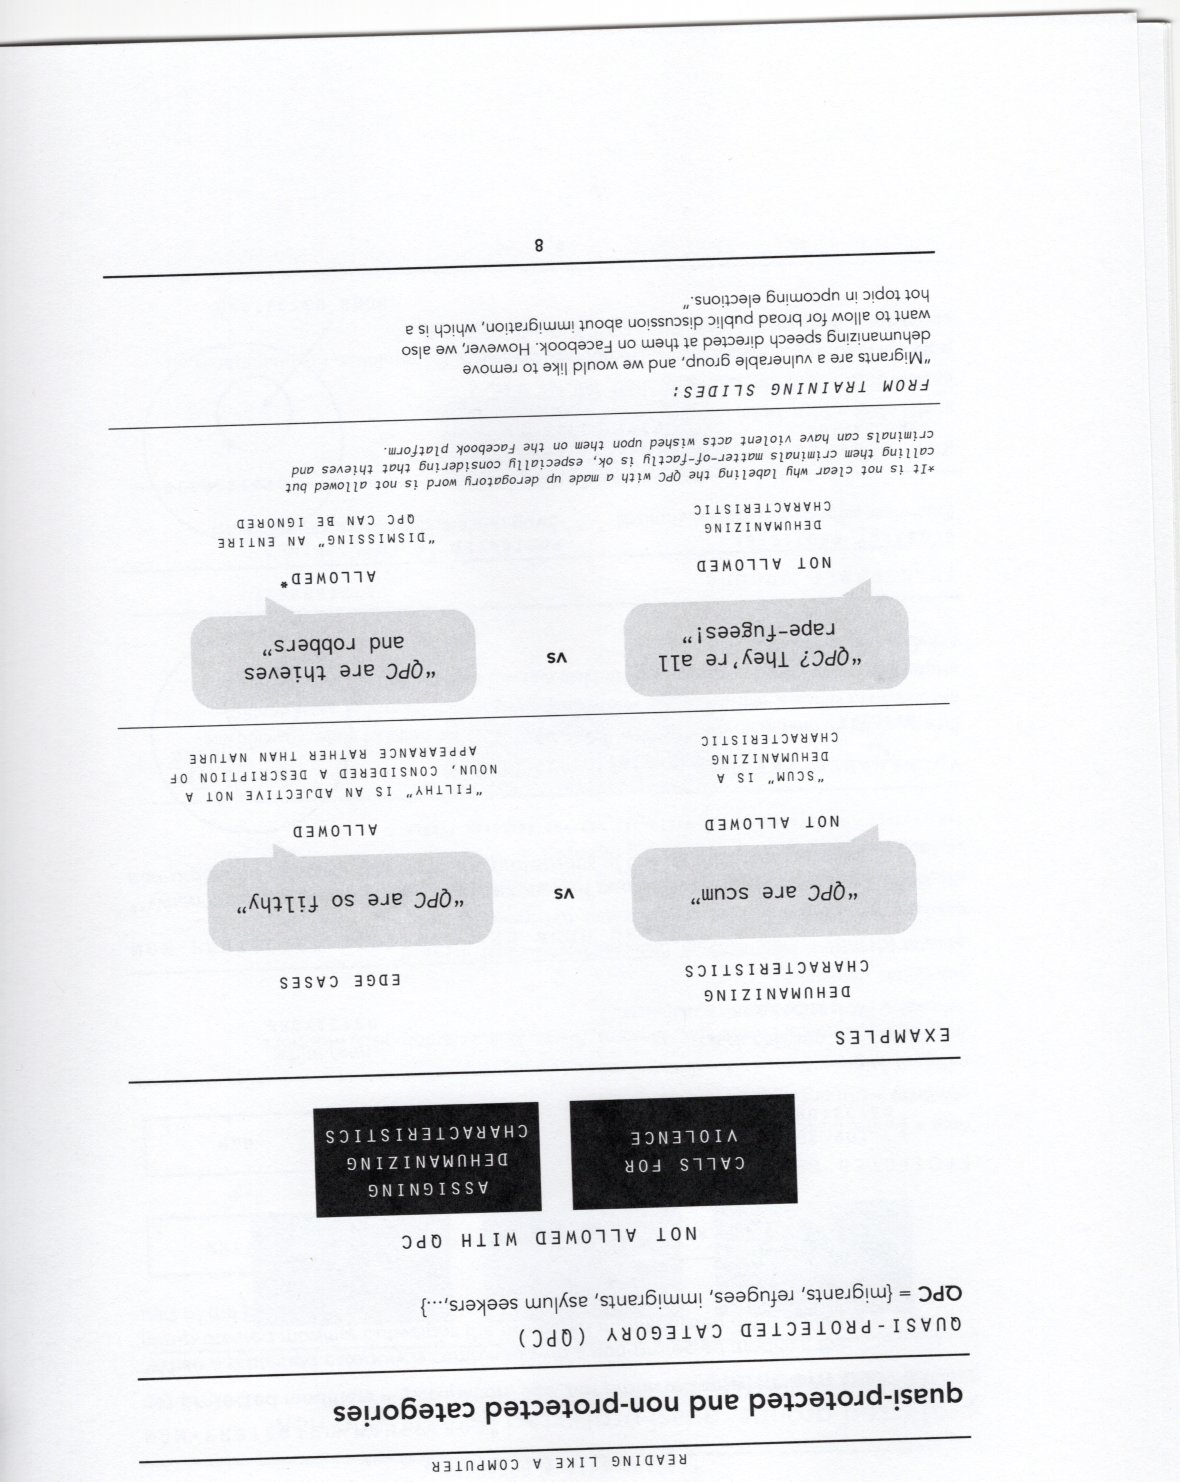 READING LIKE A COMPUTER
quasi-protected and non-protected categories
QUASI-PROTECTED CATEGORY (QPC)
QPC = {migrants, refugees, immigrants, asylum seekers,...}
NOT ALLOWED WITH QPC
CALLS FOR
VIOLENCE
ASSIGNING
DEHUMANIZING
CHARACTERISTICS
EXAMPLES
DEHUMANIZING
CHARACTERISTICS
EDGE CASES
"QPC are scum"
vs
"QPC are so filthy"
NOT ALLOWED
ALLOWED
"SCUM" IS A
DEHUMANIZING
CHARACTERISTIC
"FILTHY" IS AN ADJECTIVE NOT A
NOUN, CONSIDERED A DESCRIPTION OF
APPEARANCE RATHER THAN NATURE
"QPC? They're all
rape-fugees!"
vs
"QPC are thieves
and robbers"
NOT ALLOWED
ALLOWED*
DEHUMANIZING
CHARACTERISTIC
"DISMISSING" AN ENTIRE
QPC CAN BE IGNORED
*It is not clear why labeling the QPC with a made up derogatory word is not allowed but
calling them criminals matter-of-factly is ok, especially considering that thieves and
criminals can have violent acts wished upon them on the Facebook platform.
FROM TRAINING SLIDES:
"Migrants are a vulnerable group, and we would like to remove
dehumanizing speech directed at them on Facebook. However, we also
want to allow for broad public discussion about immigration, which is a
hot topic in upcoming elections."
8